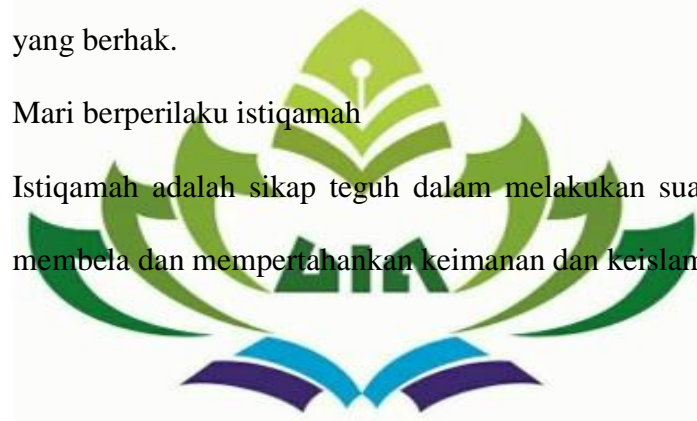 yang berhak.
Mari berperilaku istiqamah
Istiqamah adalah sikap teguh dalam melakukan sua
membela dan mempertahankan keimanan dan keislam